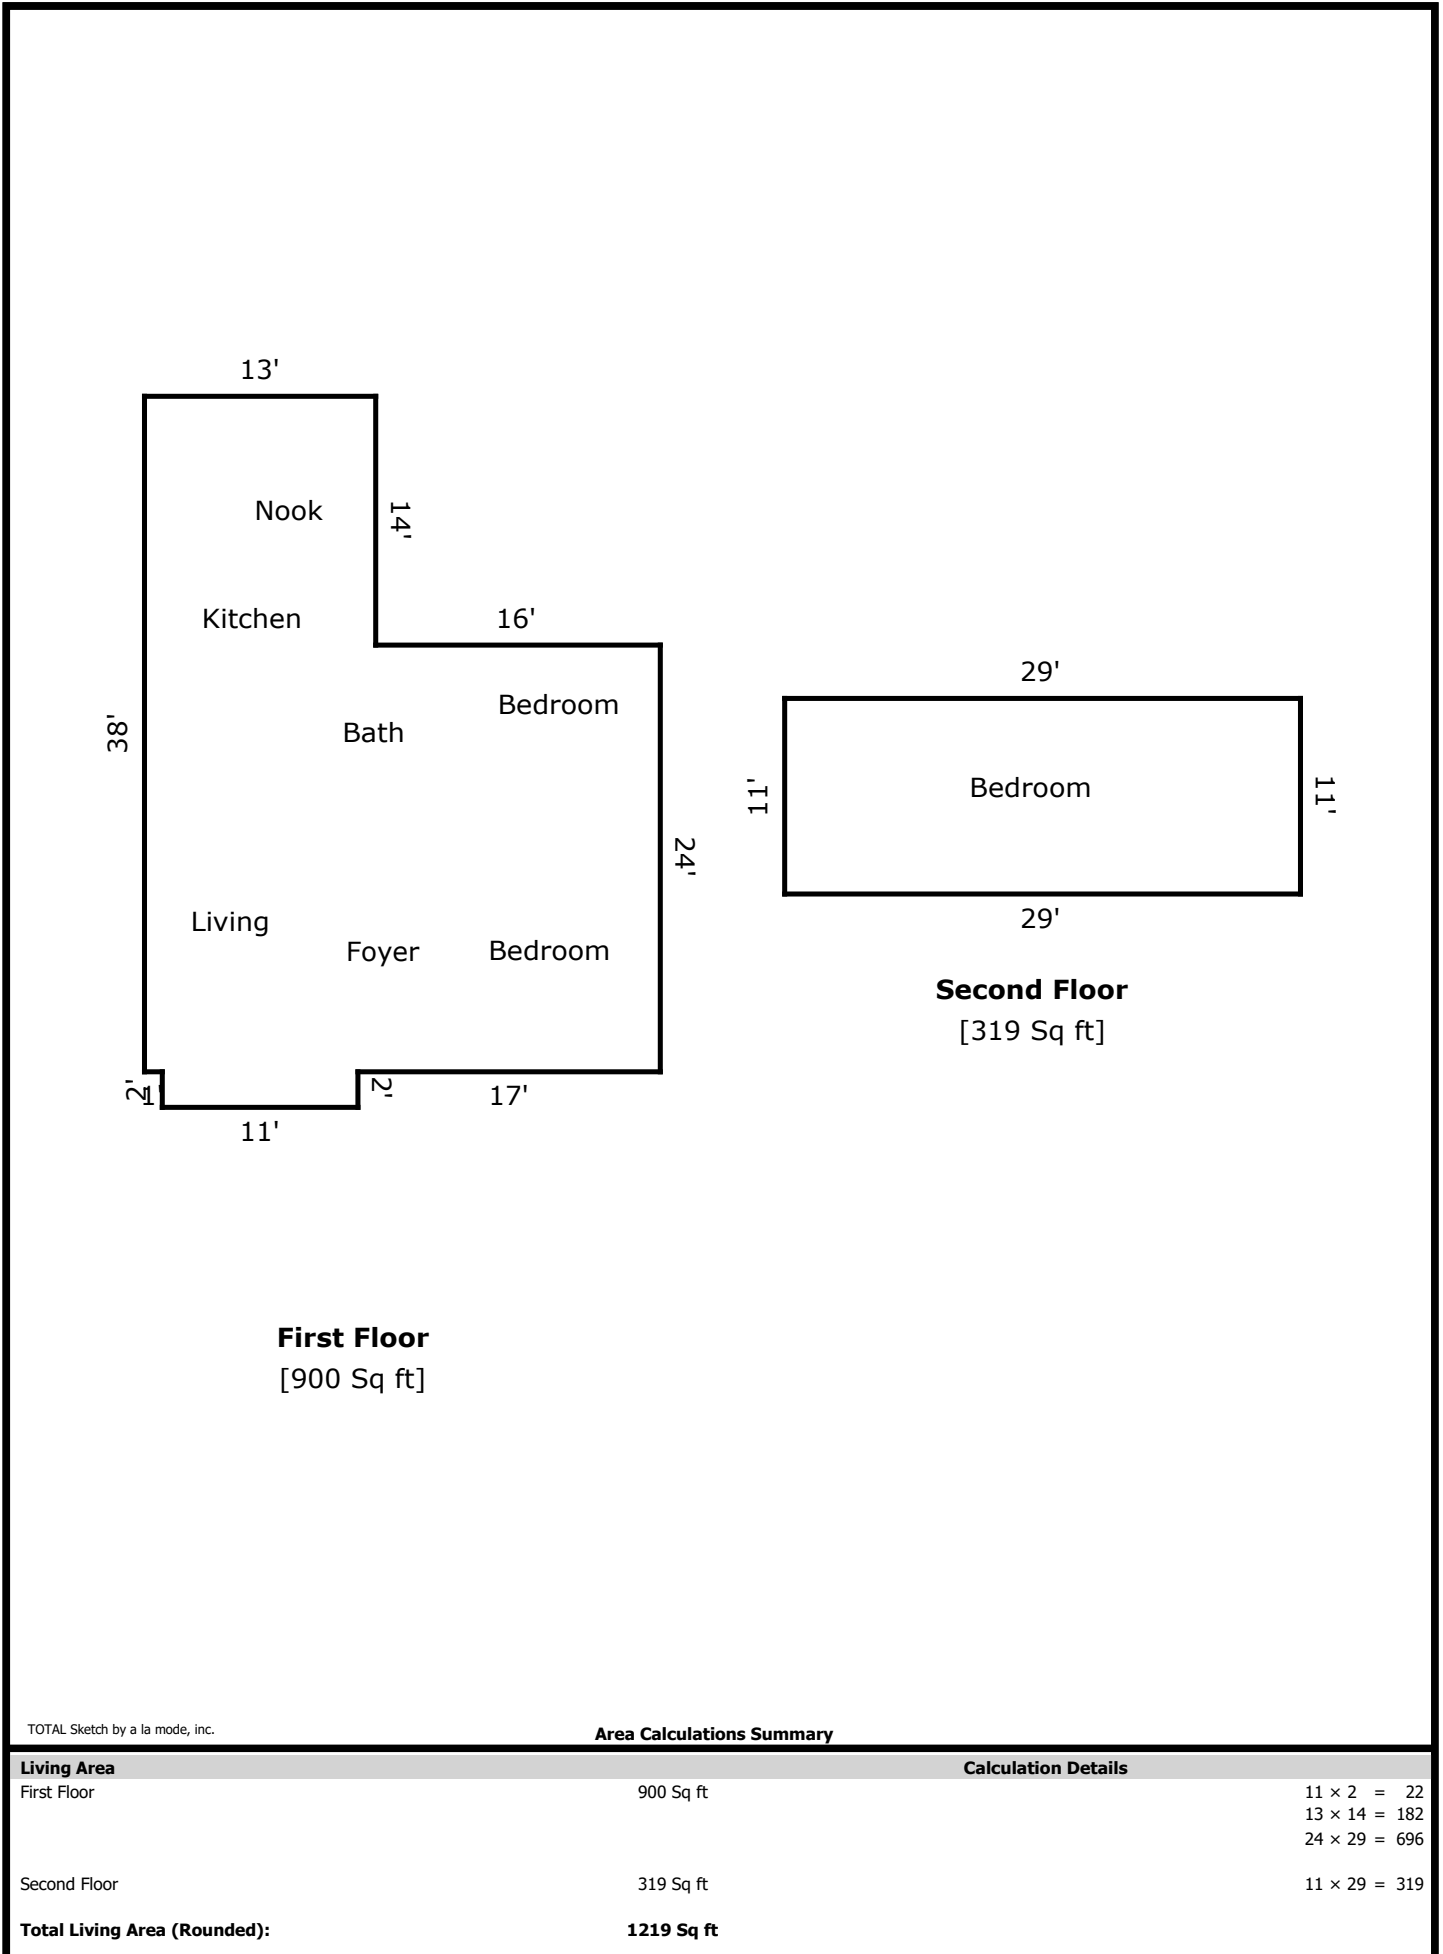 13'
Nook
14'
Kitchen
16'
29'
Bedroom
38'
Bath
11'
Bedroom
11'
24'
Living
29'
Foyer
Bedroom
Second Floor
[319 Sq ft]
2'
1'
2'
17'
11'
First Floor
[900 Sq ft]
TOTAL Sketch by a la mode, inc.
Area Calculations Summary
Living Area Calculation Details
First Floor 900 Sq ft 11 × 2 = 22
13 × 14 = 182
24 × 29 = 696
Second Floor 319 Sq ft 11 × 29 = 319
Total Living Area (Rounded): 1219 Sq ft